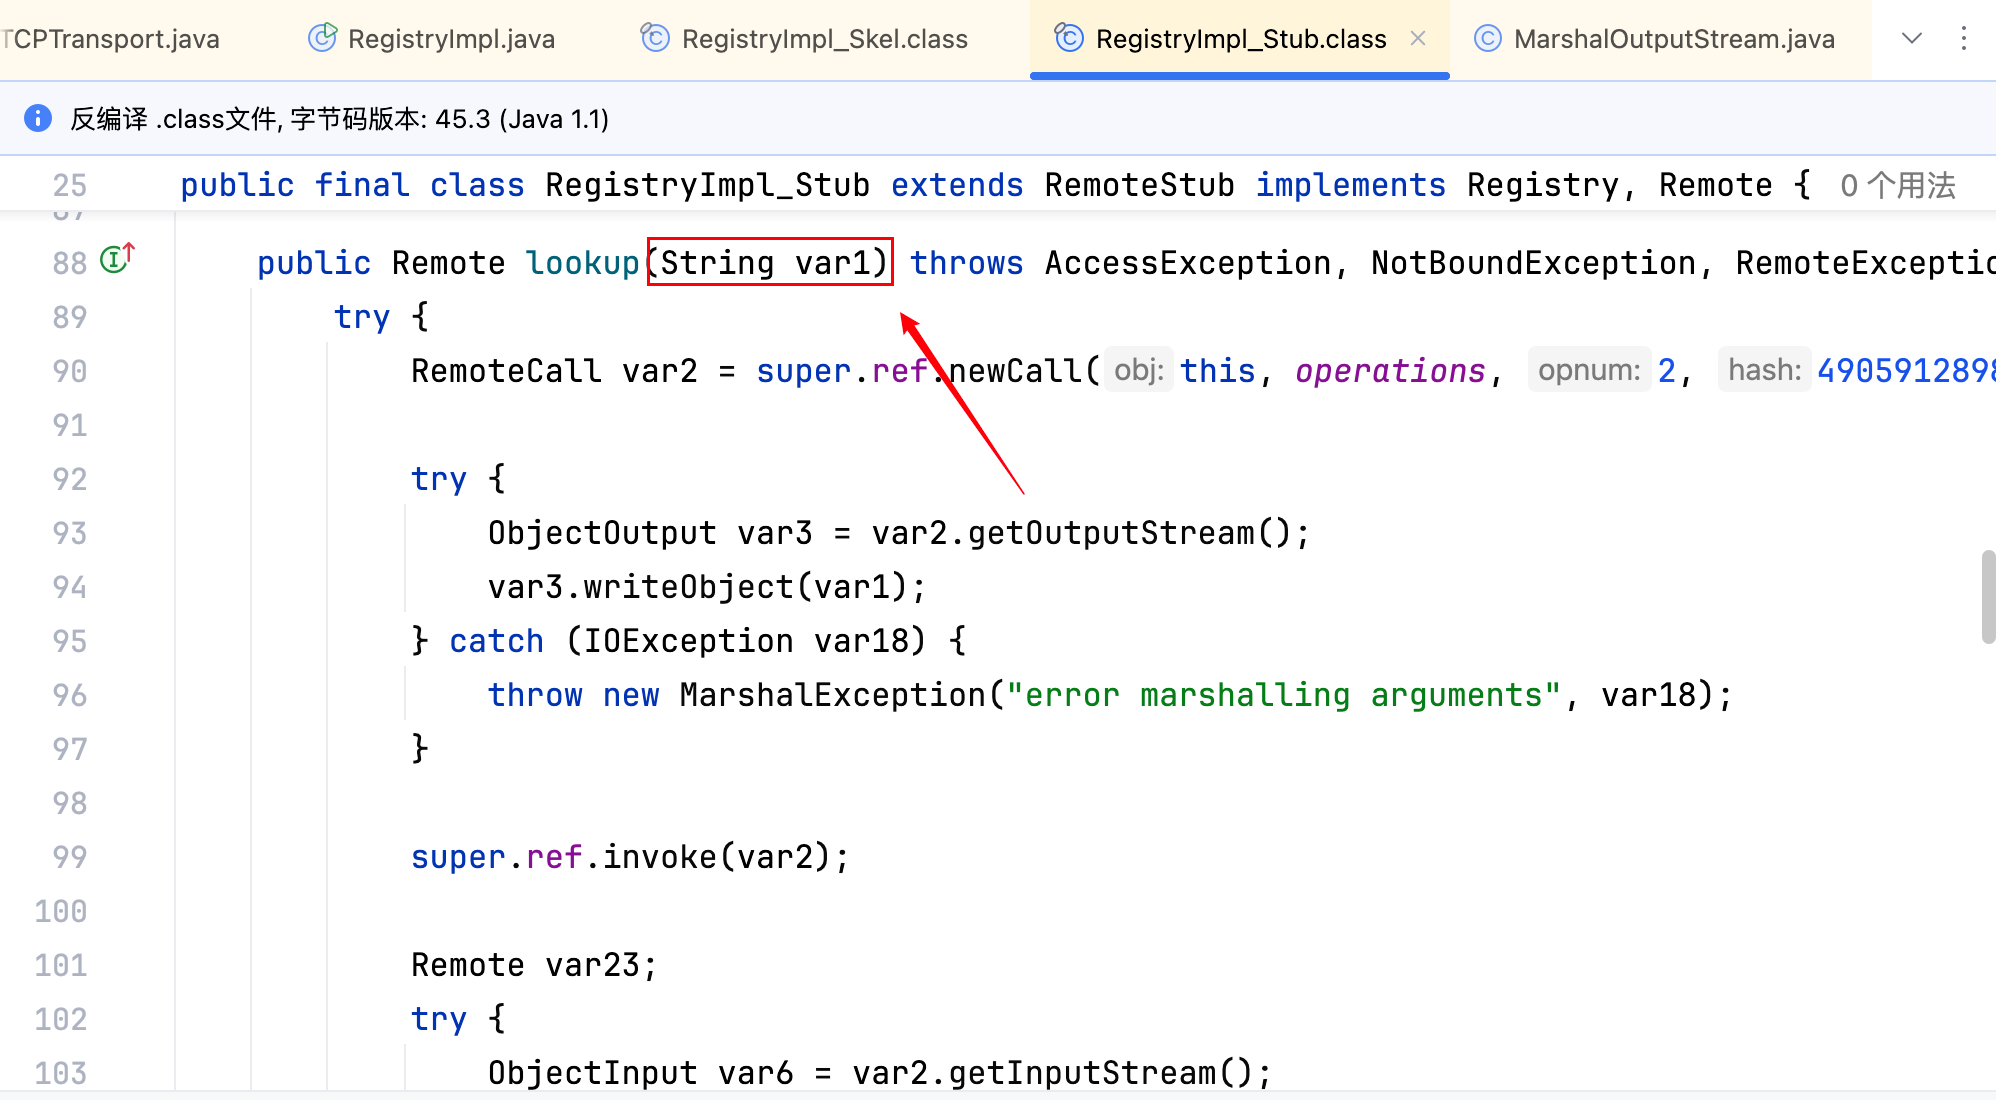 TCPTransport.java RegistryImpl.java RegistryImpl_Skel.class RegistryImpl_Stub.class MarshalOutputStream.java
反编译 .class文件, 字节码版本: 45.3 (Java 1.1)
25 public final class RegistryImpl_Stub extends RemoteStub implements Registry, Remote { 0 个用法
88 public Remote lookup(String var1) throws AccessException, NotBoundException, RemoteExceptio
89 try {
90 RemoteCall var2 = super.ref.newCall( obj: this, operations, opnum: 2, hash: 490591289
91
92 try {
93 ObjectOutput var3 = var2.getOutputStream();
94 var3.writeObject(var1);
95 } catch (IOException var18) {
96 throw new MarshalException("error marshalling arguments", var18);
97 }
98
99 super.ref.invoke(var2);
100
101 Remote var23;
102 try {
103 ObjectInput var6 = var2.getInputStream();